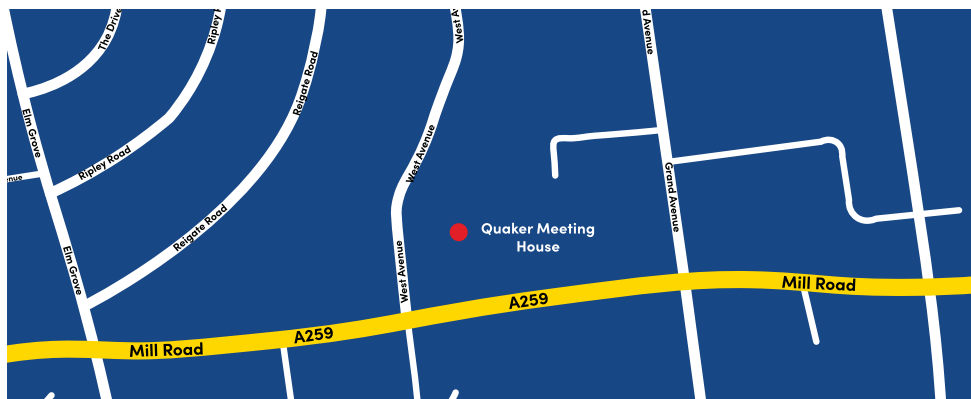 The Drive
Ripley
West A
d Avenue
Reigate Road
Elm Grove
Ripley Road
West Avenue
nue
Grand Avenue
Reigate Road
Quaker Meeting
House
Elm Grove
West Avenue
Mill Road
A259
A259
Mill Road